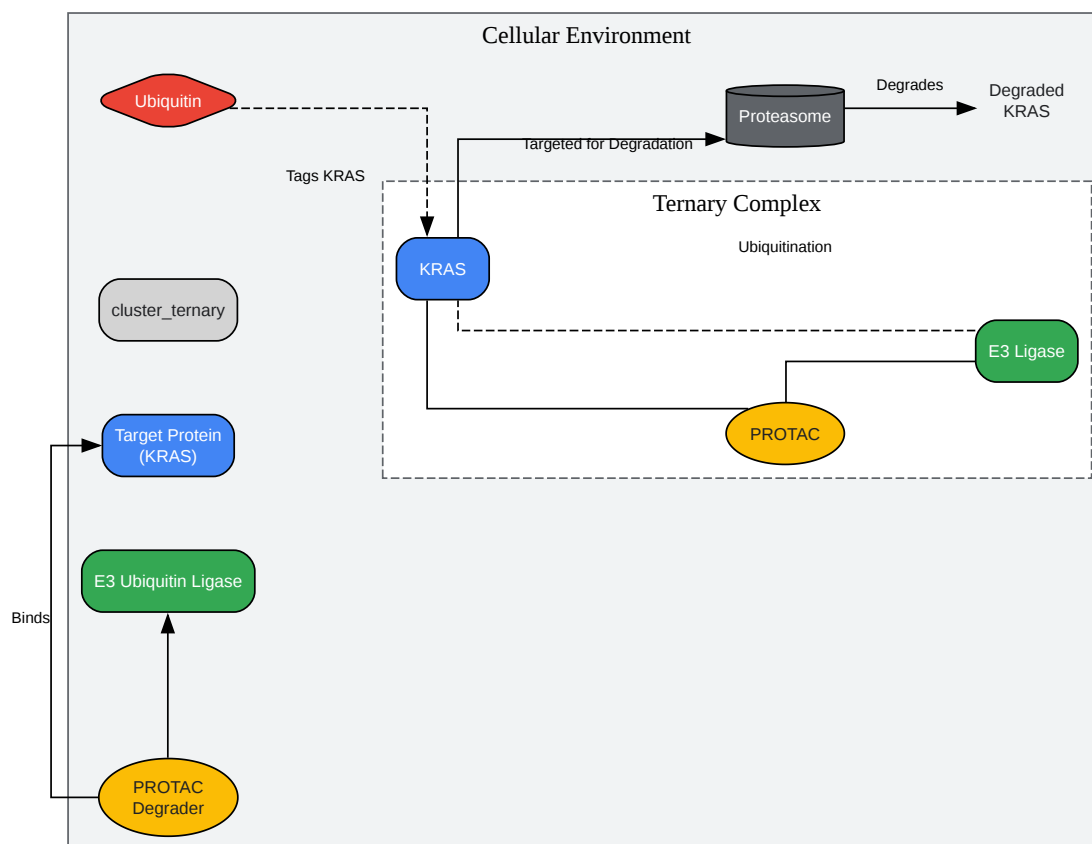 Cellular Environment
Ubiquitin
Proteasome
Degrades
Degraded
KRAS
Targeted for Degradation
Tags KRAS
Ternary Complex
Ubiquitination
KRAS
cluster_ternary
E3 Ligase
Target Protein
(KRAS)
PROTAC
E3 Ubiquitin Ligase
Binds
PROTAC
Degrader